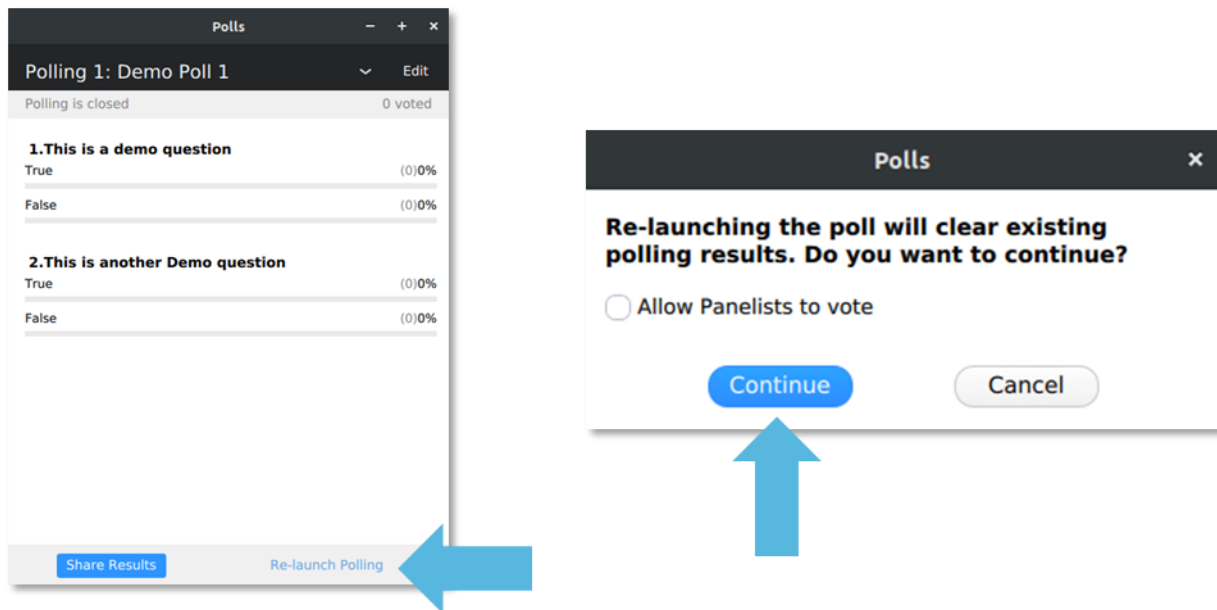 Polls
Polling 1: Demo Poll 1 Edit
Polling is closed 0 voted
1.This is a demo question
True (0)0%
False (0)0%
2.This is another Demo question
True (0)0%
False (0)0%
Share Results Re-launch Polling
Polls
Re-launching the poll will clear existing
polling results. Do you want to continue?
Allow Panelists to vote
Continue Cancel